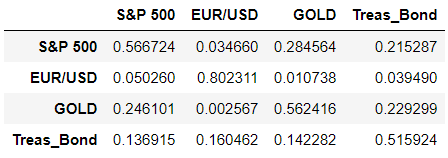 S&P 500 EUR/USD GOLD Treas_Bond
S&P 500 0.566724 0.034660 0.284564 0.215287
EUR/USD 0.050260 0.802311 0.010738 0.039490
GOLD 0.246101 0.002567 0.562416 0.229299
Treas_Bond 0.136915 0.160462 0.142282 0.515924